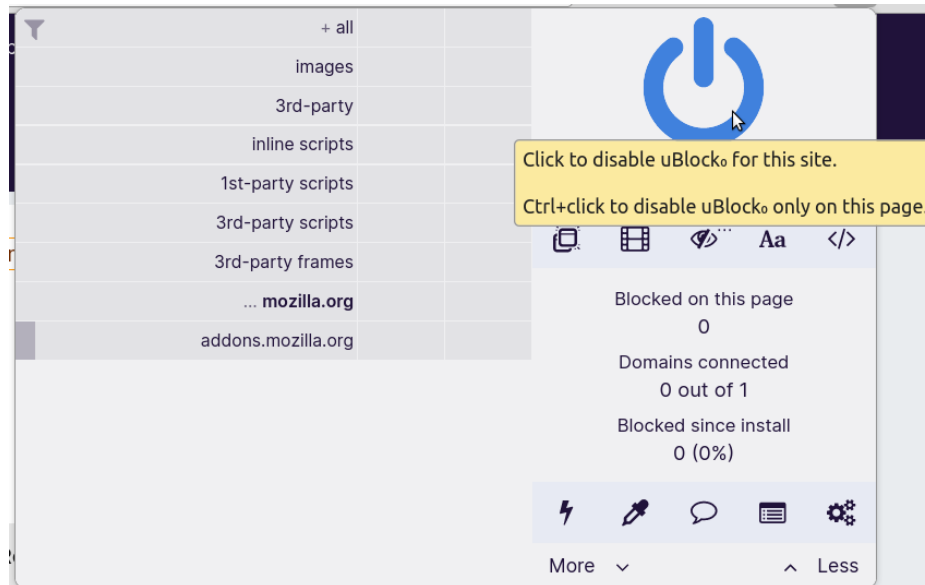 + all
images
3rd-party
inline scripts
1st-party scripts
3rd-party scripts
3rd-party frames
... mozilla.org
addons.mozilla.org
Click to disable uBlock₀ for this site.
Ctrl+click to disable uBlock₀ only on this page.
Aa
</>
Blocked on this page
0
Domains connected
0 out of 1
Blocked since install
0 (0%)
More
Less